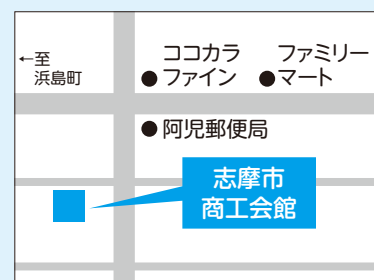 ←至
浜島町
ココカラ
●ファイン
ファミリー
●マート
●阿児郵便局
志摩市
商工会館